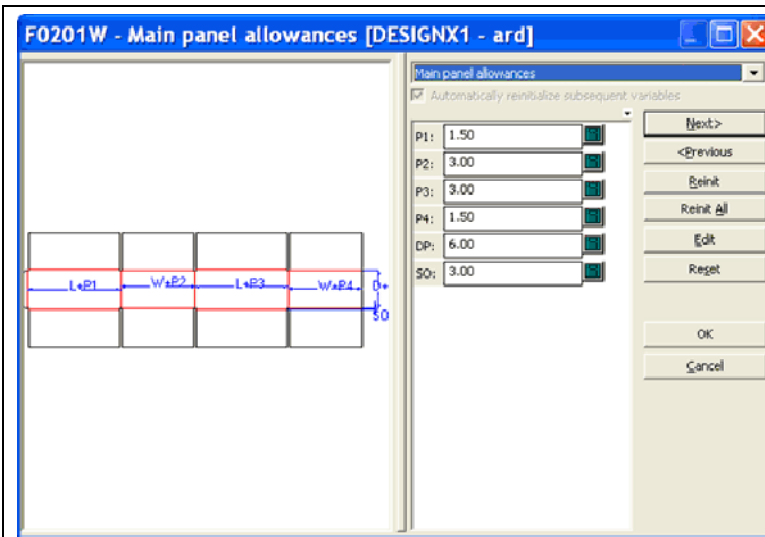 F0201W - Main panel allowances [DESIGNX1 - ard]
Main panel allowances
Automatically reinitialize subsequent variables
P1: 1.50
P2: 3.00
P3: 3.00
P4: 1.50
DP: 6.00
SO: 3.00
Next>
<Previous
Reinit
Reinit All
Edit
Reset
OK
Cancel
L+P1 W+P2 L+P3 W+P4 D+
SO